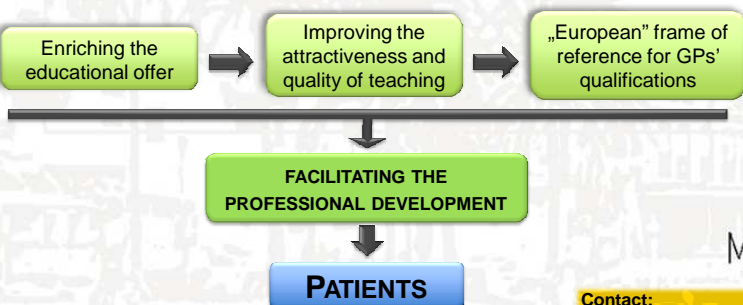 Enriching the
educational offer
Improving the
attractiveness and
quality of teaching
„European” frame of
reference for GPs’
qualifications
FACILITATING THE
PROFESSIONAL DEVELOPMENT
PATIENTS
M
Contact: